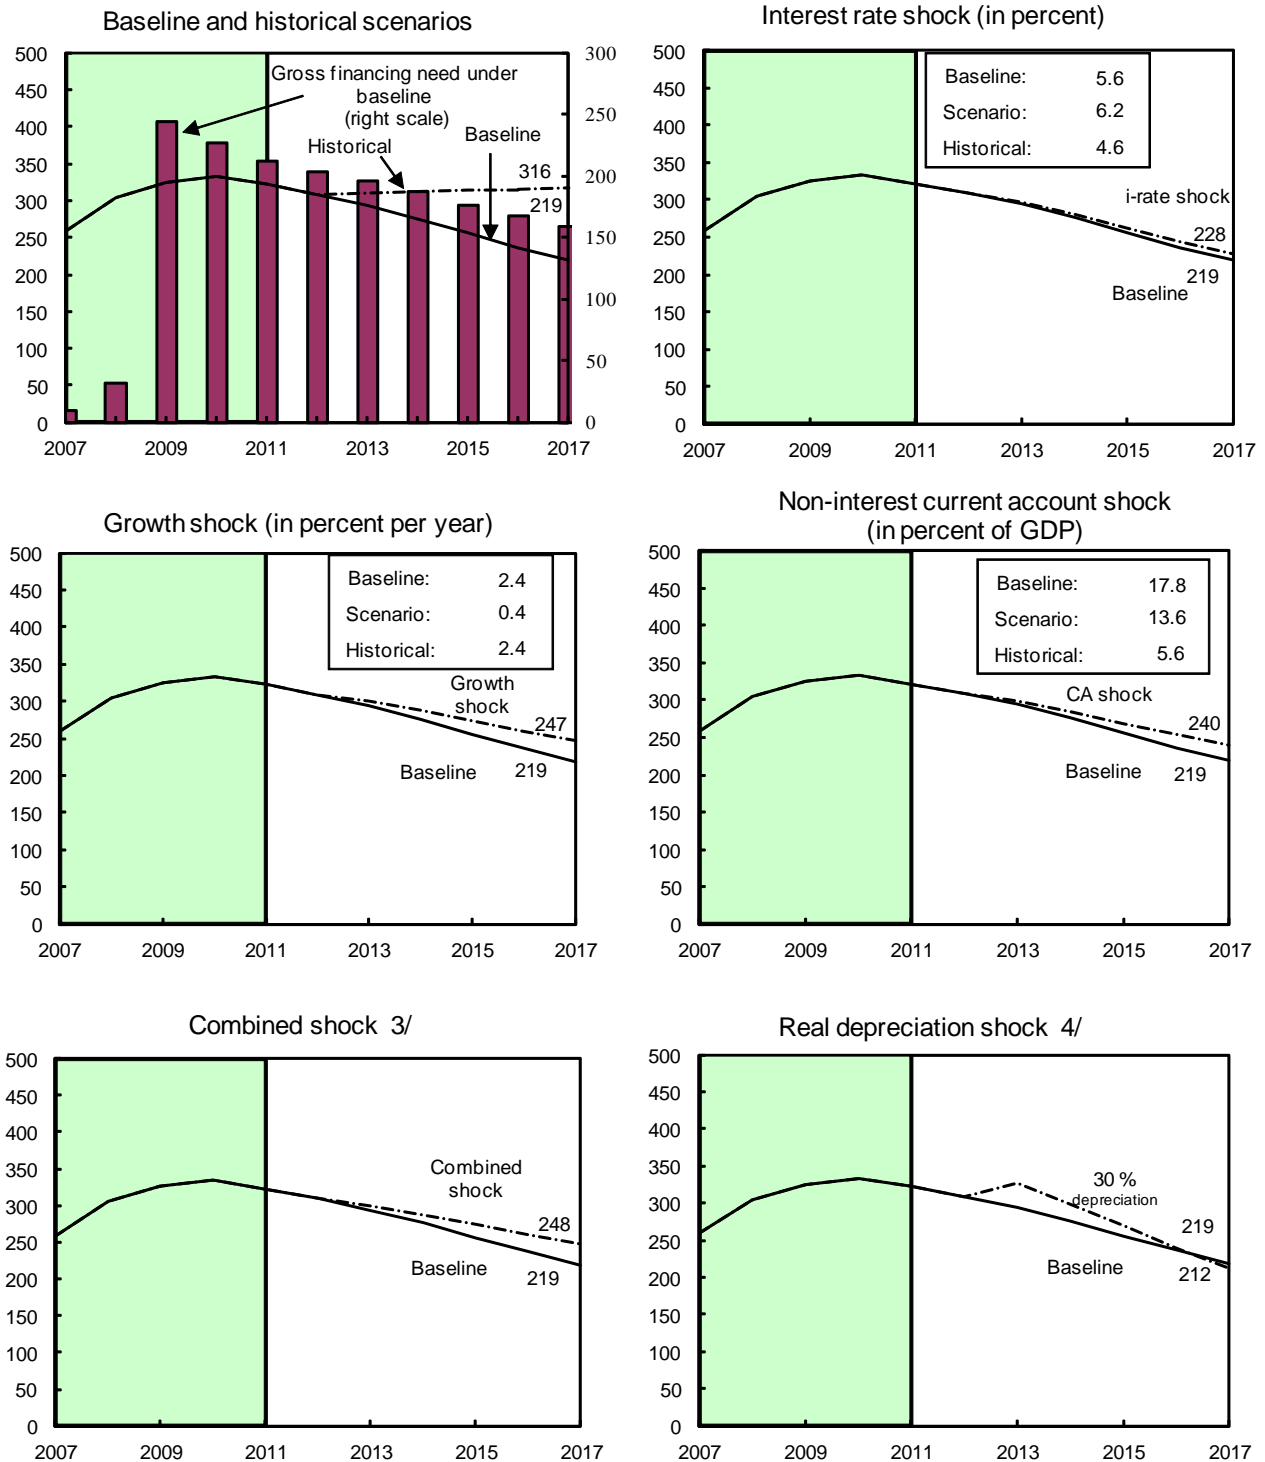 Baseline and historical scenarios
500
450
400
350
300
250
200
150
100
50
0
300
250
200
150
100
50
0
Gross financing need under
baseline
(right scale)
Historical
Baseline
316
219
2007 2009 2011 2013 2015 2017
Interest rate shock (in percent)
500
450
400
350
300
250
200
150
100
50
0
Baseline: 5.6
Scenario: 6.2
Historical: 4.6
i-rate shock
228
219
Baseline
2007 2009 2011 2013 2015 2017
Growth shock (in percent per year)
500
450
400
350
300
250
200
150
100
50
0
Baseline: 2.4
Scenario: 0.4
Historical: 2.4
Growth
shock
247
Baseline 219
2007 2009 2011 2013 2015 2017
Non-interest current account shock
(in percent of GDP)
500
450
400
350
300
250
200
150
100
50
0
Baseline: 17.8
Scenario: 13.6
Historical: 5.6
CA shock
240
Baseline 219
2007 2009 2011 2013 2015 2017
Combined shock 3/
500
450
400
350
300
250
200
150
100
50
0
Combined
shock
248
Baseline 219
2007 2009 2011 2013 2015 2017
Real depreciation shock 4/
500
450
400
350
300
250
200
150
100
50
0
30 %
depreciation
219
Baseline 212
2007 2009 2011 2013 2015 2017